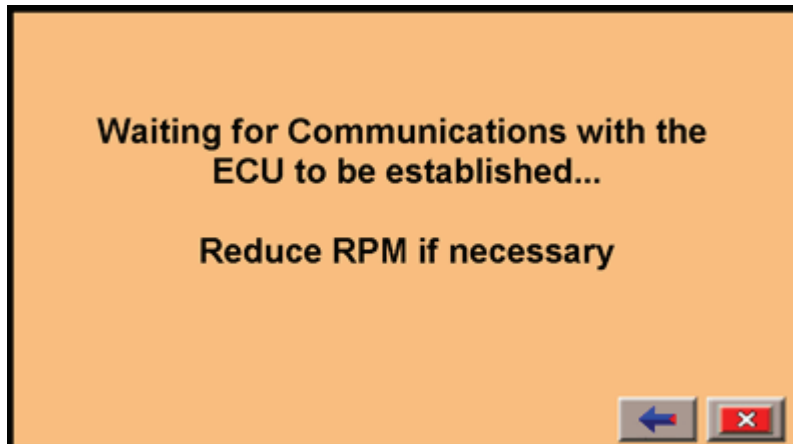 Waiting for Communications with the
ECU to be established...
Reduce RPM if necessary